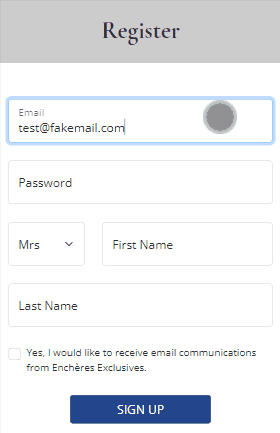 Register
Email
test@fakemail.com
Password
Mrs
First Name
Last Name
Yes, I would like to receive email communications
from Enchères Exclusives.
SIGN UP